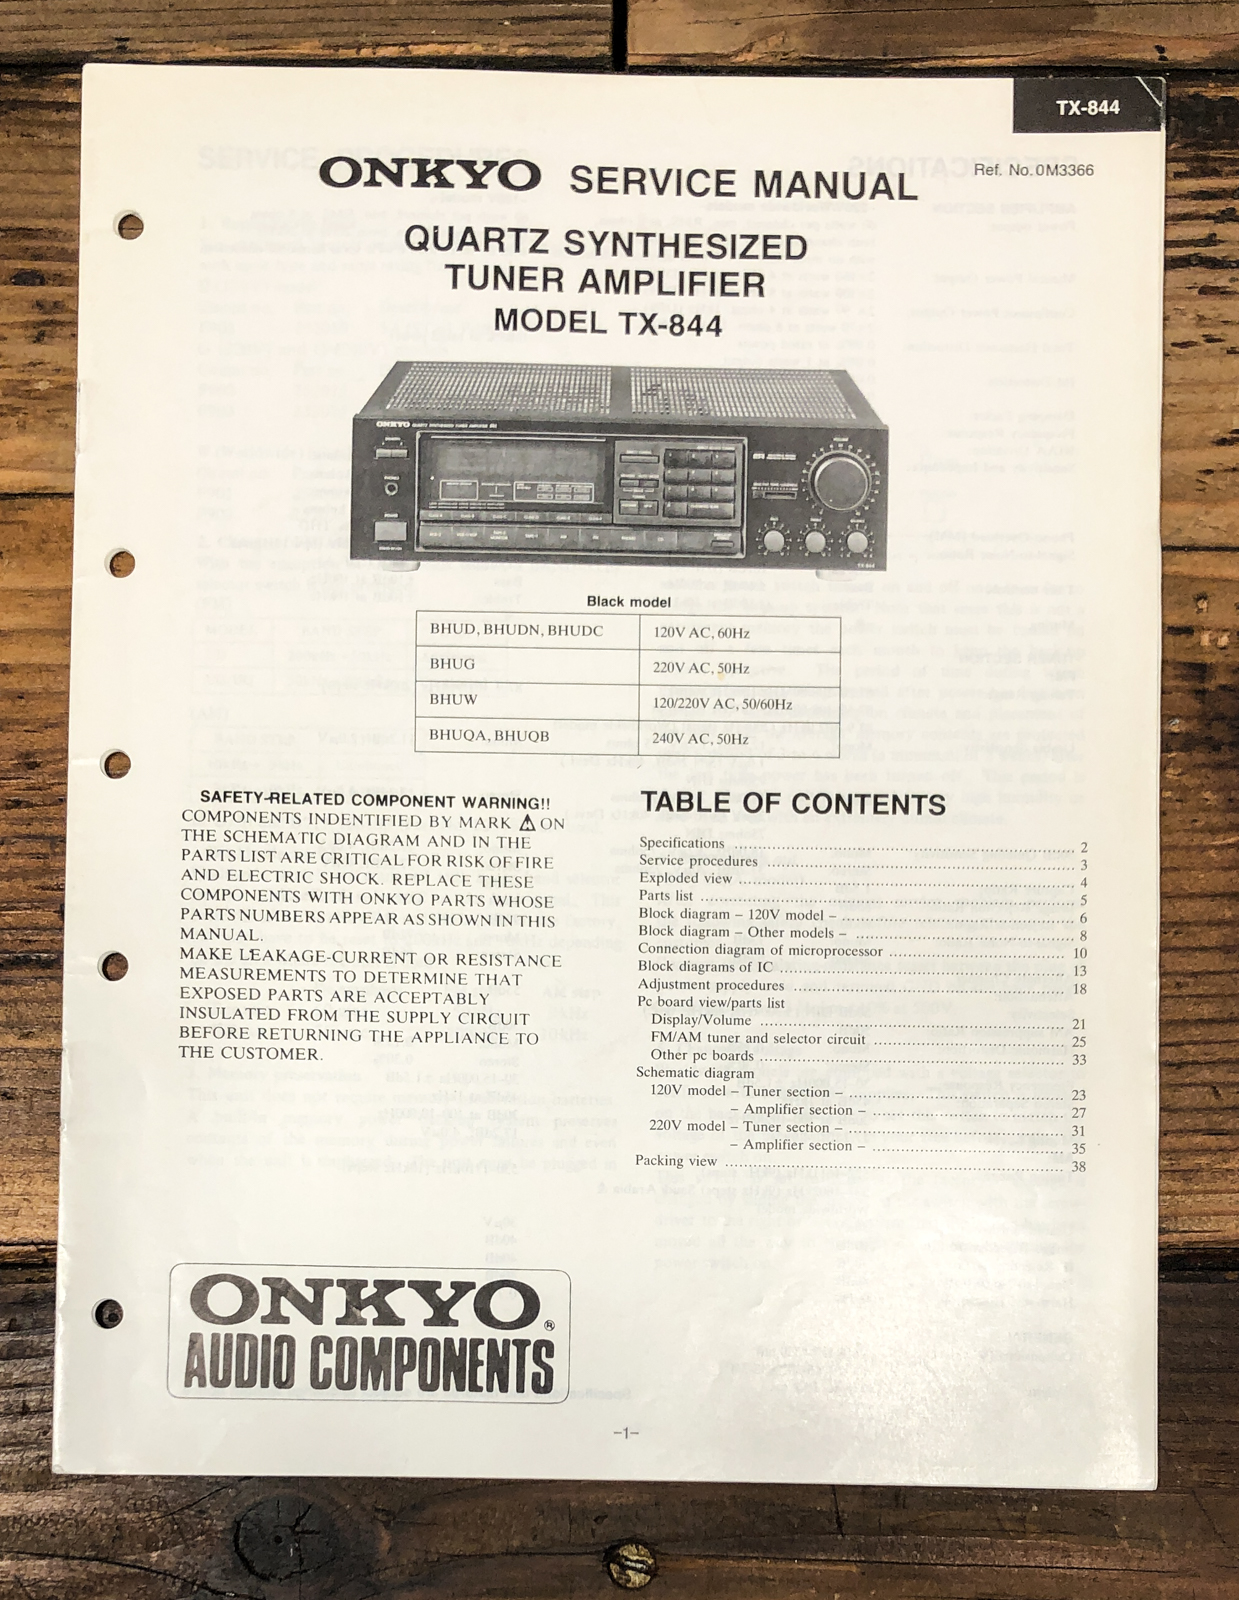 TX-844
ONKYO SERVICE MANUAL
Ref. No. 0M3366
QUARTZ SYNTHESIZED
TUNER AMPLIFIER
MODEL TX-844
ONKYO
TX-844
Black model
BHUD, BHUDN, BHUDC 120V AC, 60Hz
BHUG 220V AC, 50Hz
BHUW 120/220V AC, 50/60Hz
BHUQA, BHUQB 240V AC, 50Hz
SAFETY-RELATED COMPONENT WARNING!!
COMPONENTS INDENTIFIED BY MARK ⚠ ON
THE SCHEMATIC DIAGRAM AND IN THE
PARTS LIST ARE CRITICAL FOR RISK OF FIRE
AND ELECTRIC SHOCK. REPLACE THESE
COMPONENTS WITH ONKYO PARTS WHOSE
PARTS NUMBERS APPEAR AS SHOWN IN THIS
MANUAL.
MAKE LEAKAGE-CURRENT OR RESISTANCE
MEASUREMENTS TO DETERMINE THAT
EXPOSED PARTS ARE ACCEPTABLY
INSULATED FROM THE SUPPLY CIRCUIT
BEFORE RETURNING THE APPLIANCE TO
THE CUSTOMER.
TABLE OF CONTENTS
Specifications ........ 2
Service procedures ........ 3
Exploded view ........ 4
Parts list ........ 5
Block diagram – 120V model – ........ 6
Block diagram – Other models – ........ 8
Connection diagram of microprocessor ........ 10
Block diagrams of IC ........ 13
Adjustment procedures ........ 18
Pc board view/parts list
Display/Volume ........ 21
FM/AM tuner and selector circuit ........ 25
Other pc boards ........ 33
Schematic diagram
120V model – Tuner section – ........ 23
– Amplifier section – ........ 27
220V model – Tuner section – ........ 31
– Amplifier section – ........ 35
Packing view ........ 38
ONKYO®
AUDIO COMPONENTS
–1–